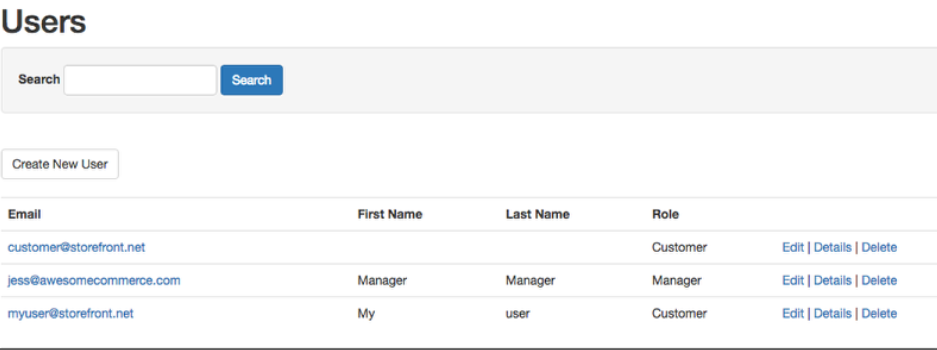 Users
Search Search
Create New User
Email First Name Last Name Role
customer@storefront.net Customer Edit | Details | Delete
jess@awesomecommerce.com Manager Manager Manager Edit | Details | Delete
myuser@storefront.net My user Customer Edit | Details | Delete